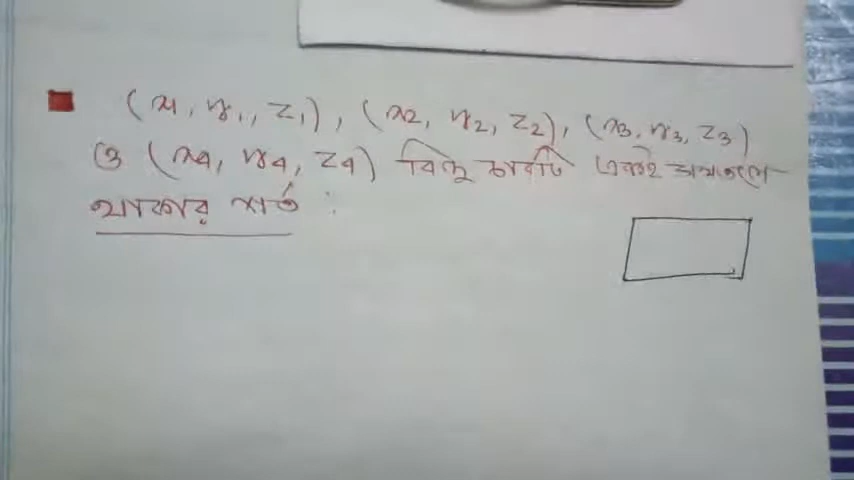 (x1, y1, z1), (x2, y2, z2), (x3, y3, z3)
ও (x4, y4, z4) বিন্দু চারটি একই সমতলে
থাকার শর্ত :